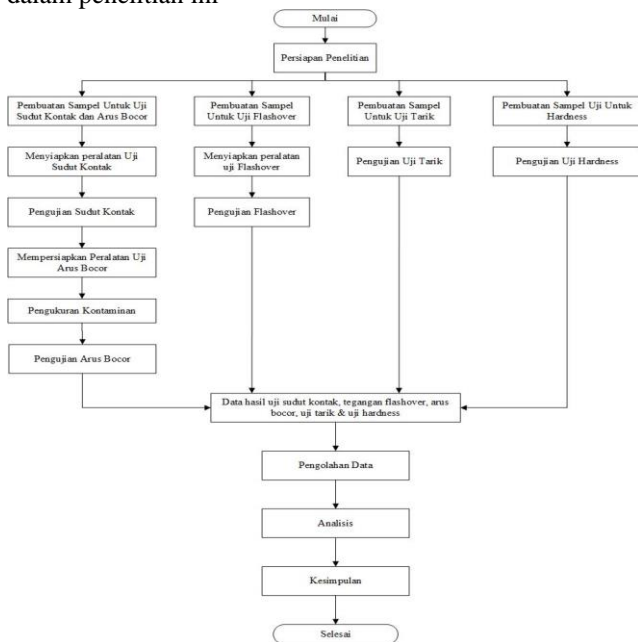 dalam penelitian ini
Mulai
Persiapan Penelitian
Pembuatan Sampel Untuk Uji
Sudut Kontak dan Arus Bocor
Pembuatan Sampel
Untuk Uji Flashover
Pembuatan Sampel
Untuk Uji Tarik
Pembuatan Sampel Uji Untuk
Hardness
Menyiapkan peralatan Uji
Sudut Kontak
Menyiapkan peralatan
uji Flashover
Pengujian Uji Tarik
Pengujian Uji Hardness
Pengujian Sudut Kontak
Pengujian Flashover
Mempersiapkan Peralatan Uji
Arus Bocor
Pengukuran Kontaminan
Pengujian Arus Bocor
Data hasil uji sudut kontak, tegangan flashover, arus
bocor, uji tarik & uji hardness
Pengolahan Data
Analisis
Kesimpulan
Selesai